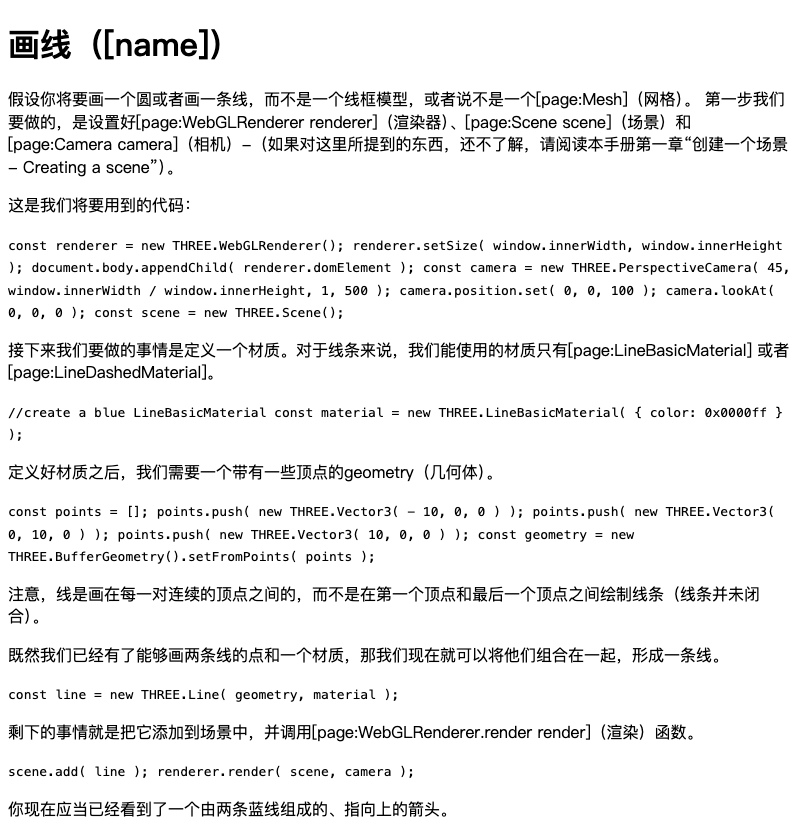 画线（[name]）
假设你将要画一个圆或者画一条线，而不是一个线框模型，或者说不是一个[page:Mesh]（网格）。 第一步我们
要做的，是设置好[page:WebGLRenderer renderer]（渲染器）、[page:Scene scene]（场景）和
[page:Camera camera]（相机）-（如果对这里所提到的东西，还不了解，请阅读本手册第一章“创建一个场景
- Creating a scene”）。
这是我们将要用到的代码：
const renderer = new THREE.WebGLRenderer(); renderer.setSize( window.innerWidth, window.innerHeight
); document.body.appendChild( renderer.domElement ); const camera = new THREE.PerspectiveCamera( 45,
window.innerWidth / window.innerHeight, 1, 500 ); camera.position.set( 0, 0, 100 ); camera.lookAt(
0, 0, 0 ); const scene = new THREE.Scene();
接下来我们要做的事情是定义一个材质。对于线条来说，我们能使用的材质只有[page:LineBasicMaterial] 或者
[page:LineDashedMaterial]。
//create a blue LineBasicMaterial const material = new THREE.LineBasicMaterial( { color: 0x0000ff }
);
定义好材质之后，我们需要一个带有一些顶点的geometry（几何体）。
const points = []; points.push( new THREE.Vector3( - 10, 0, 0 ) ); points.push( new THREE.Vector3(
0, 10, 0 ) ); points.push( new THREE.Vector3( 10, 0, 0 ) ); const geometry = new
THREE.BufferGeometry().setFromPoints( points );
注意，线是画在每一对连续的顶点之间的，而不是在第一个顶点和最后一个顶点之间绘制线条（线条并未闭
合）。
既然我们已经有了能够画两条线的点和一个材质，那我们现在就可以将他们组合在一起，形成一条线。
const line = new THREE.Line( geometry, material );
剩下的事情就是把它添加到场景中，并调用[page:WebGLRenderer.render render]（渲染）函数。
scene.add( line ); renderer.render( scene, camera );
你现在应当已经看到了一个由两条蓝线组成的、指向上的箭头。